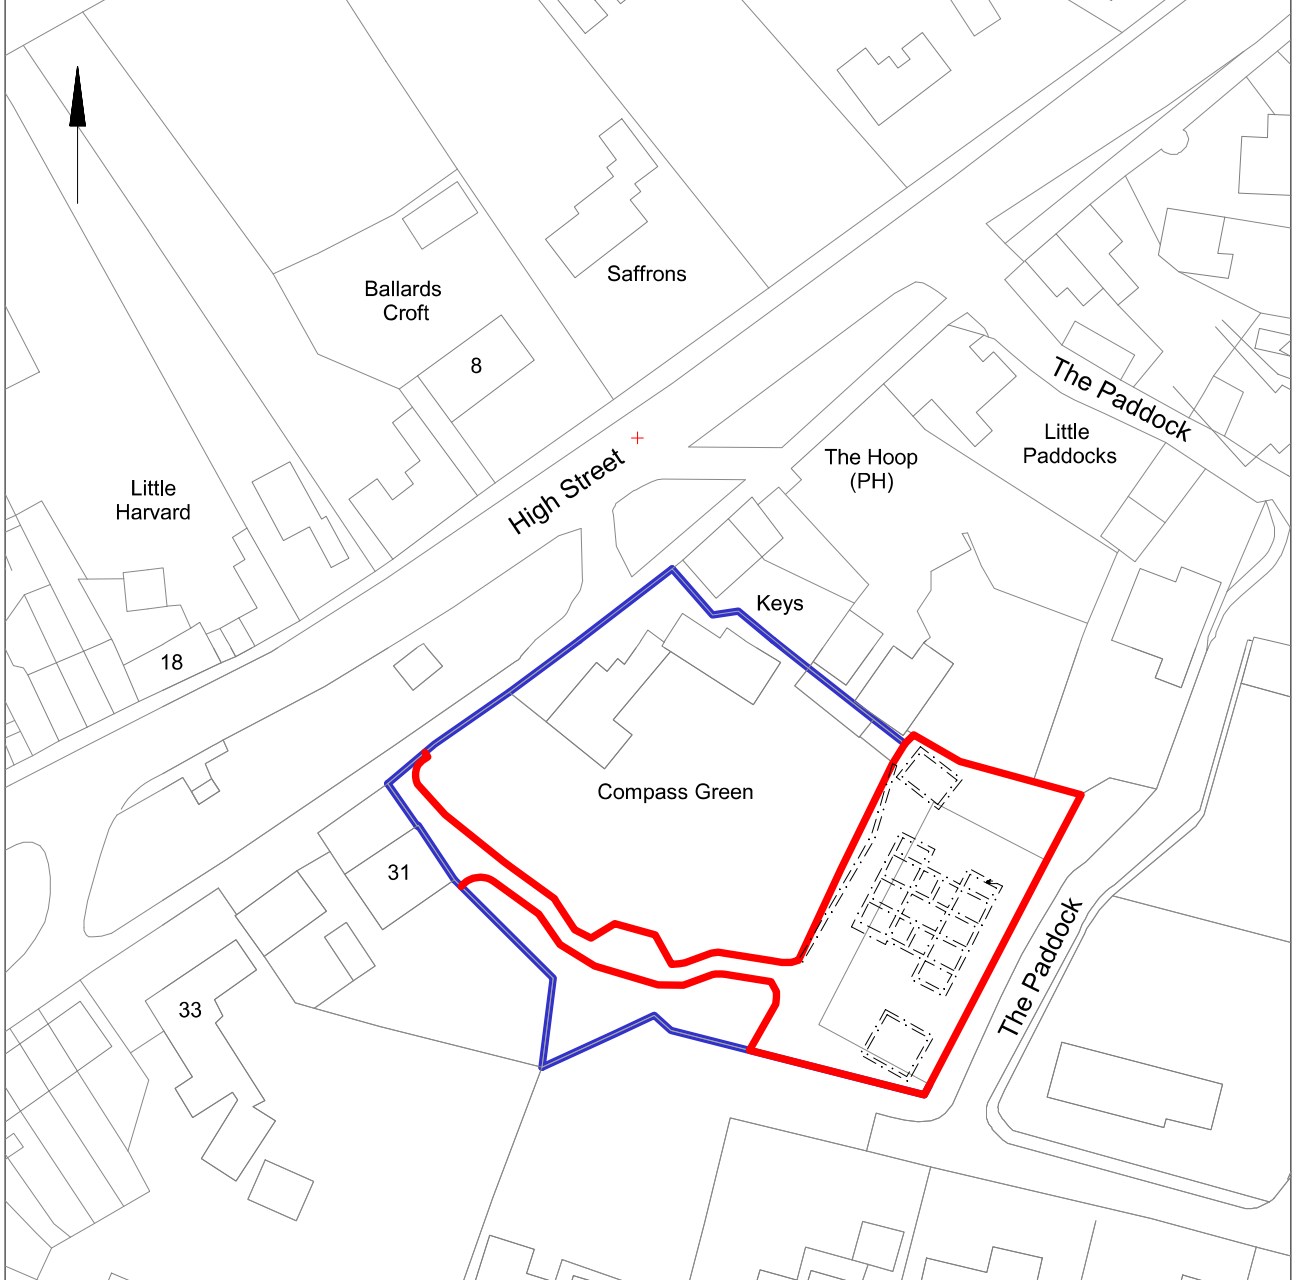 Saffrons
Ballards
Croft
8
The Paddock
Little
Paddocks
The Hoop
(PH)
High Street
Little
Harvard
Keys
18
Compass Green
31
The Paddock
33